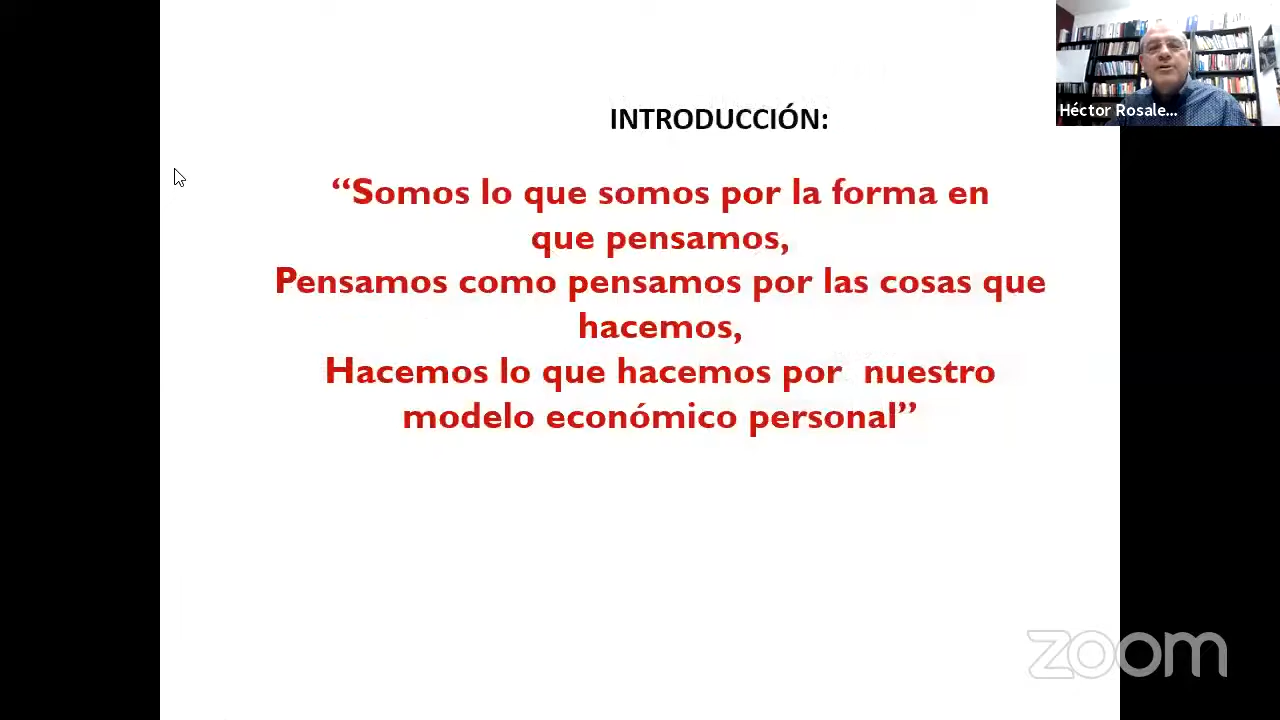 INTRODUCCIÓN:
“Somos lo que somos por la forma en
que pensamos,
Pensamos como pensamos por las cosas que
hacemos,
Hacemos lo que hacemos por nuestro
modelo económico personal”
Héctor Rosale...
zoom